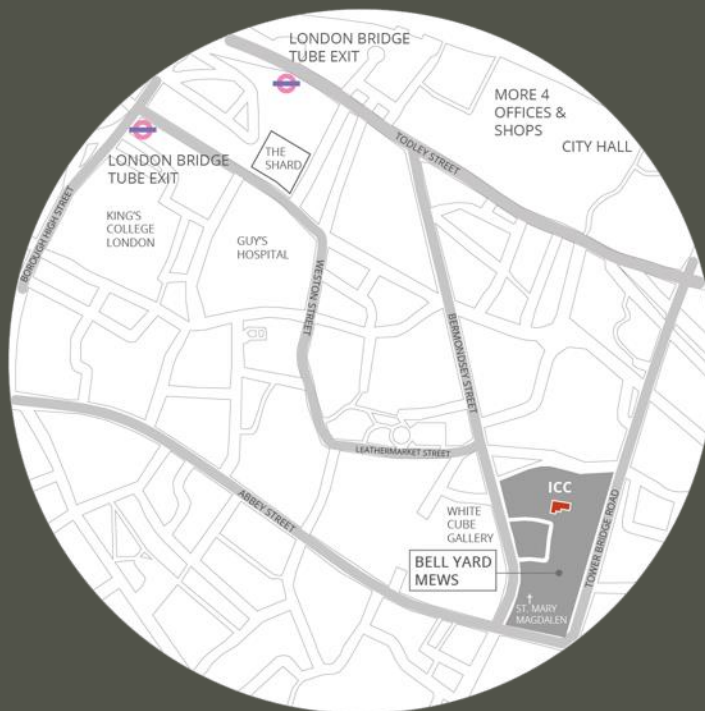 LONDON BRIDGE
TUBE EXIT
MORE 4
OFFICES &
SHOPS
CITY HALL
TODLEY STREET
THE
SHARD
LONDON BRIDGE
TUBE EXIT
BOROUGH HIGH STREET
KING'S
COLLEGE
LONDON
GUY'S
HOSPITAL
WESTON STREET
BERMONDSEY STREET
LEATHERMARKET STREET
ABBEY STREET
ICC
WHITE
CUBE
GALLERY
TOWER BRIDGE ROAD
BELL YARD
MEWS
ST. MARY
MAGDALEN